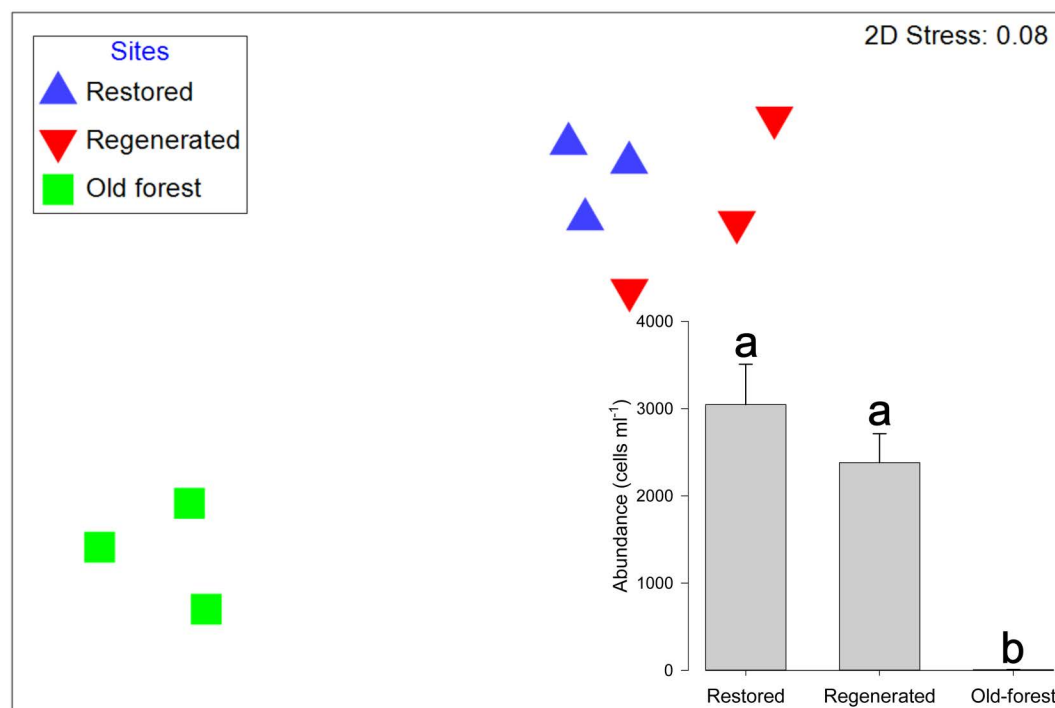 2D Stress: 0.08
Sites
Restored
Regenerated
Old forest
Abundance (cells ml⁻¹)
4000
3000
2000
1000
0
a
a
b
Restored
Regenerated
Old-forest